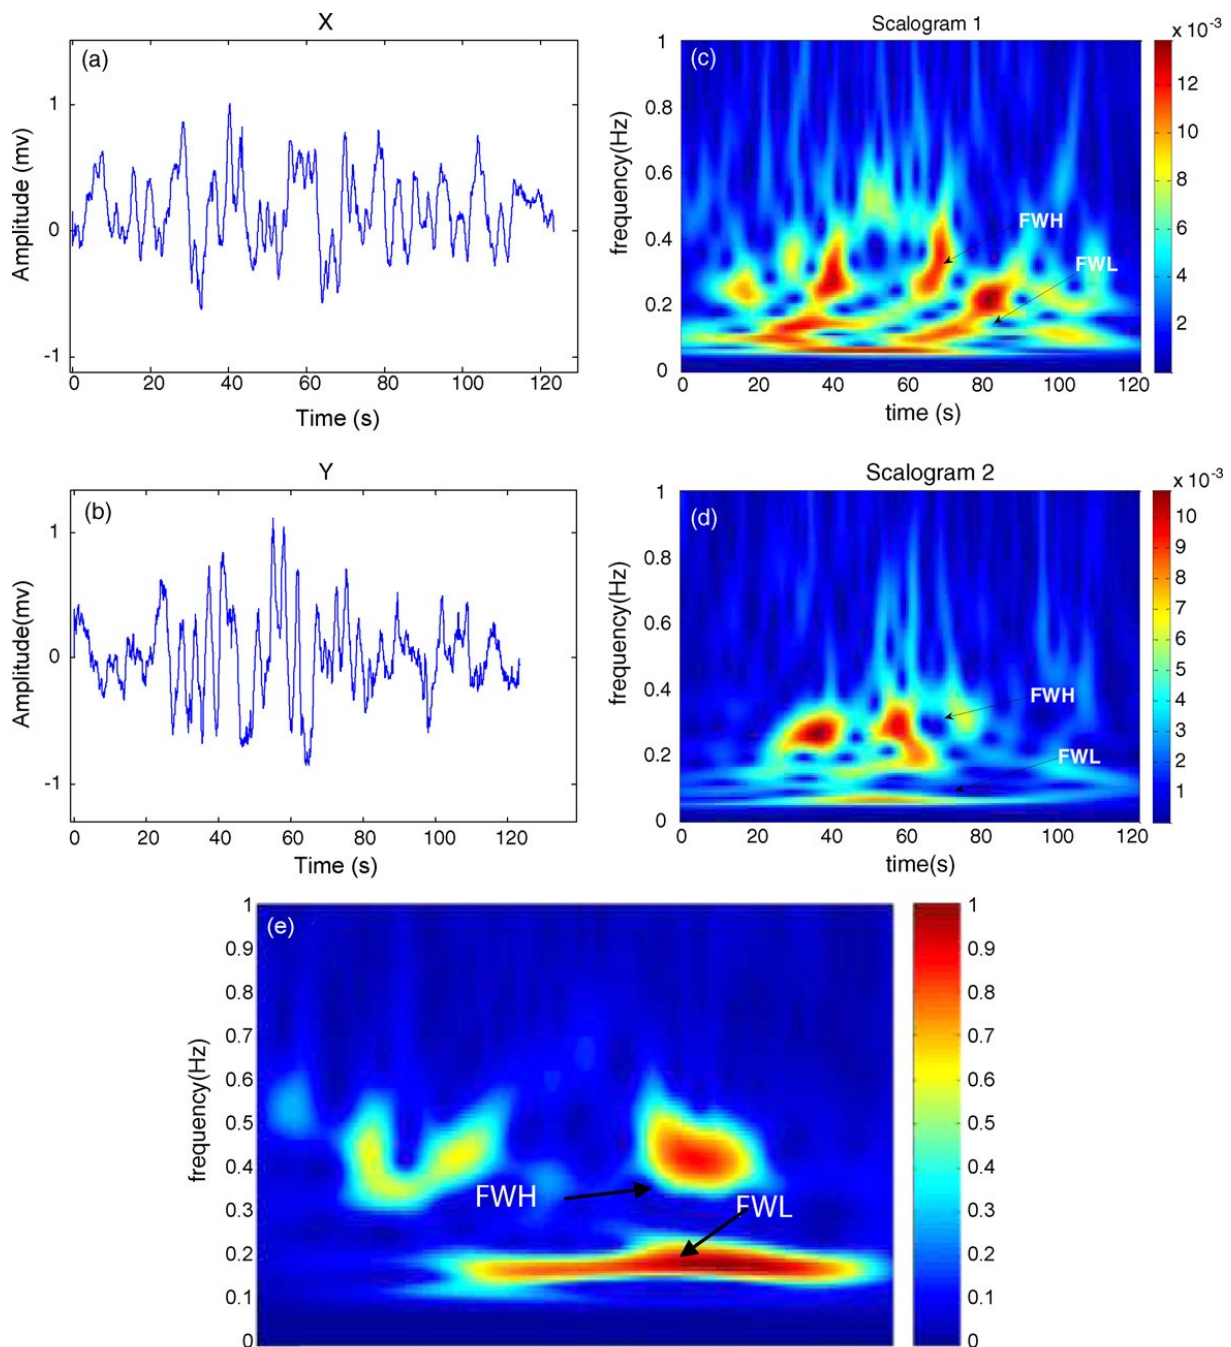 X
(a)
1
0
-1
Amplitude (mv)
0 20 40 60 80 100 120
Time (s)
Scalogram 1
(c)
1
0.8
0.6
0.4
0.2
0
frequency(Hz)
FWH
FWL
0 20 40 60 80 100 120
time (s)
x 10⁻³
12
10
8
6
4
2
Y
(b)
1
0
-1
Amplitude(mv)
0 20 40 60 80 100 120
Time (s)
Scalogram 2
(d)
1
0.8
0.6
0.4
0.2
0
frequency(Hz)
FWH
FWL
0 20 40 60 80 100 120
time(s)
x 10⁻³
10
9
8
7
6
5
4
3
2
1
(e)
1
0.9
0.8
0.7
0.6
0.5
0.4
0.3
0.2
0.1
0
frequency(Hz)
FWH
FWL
1
0.9
0.8
0.7
0.6
0.5
0.4
0.3
0.2
0.1
0